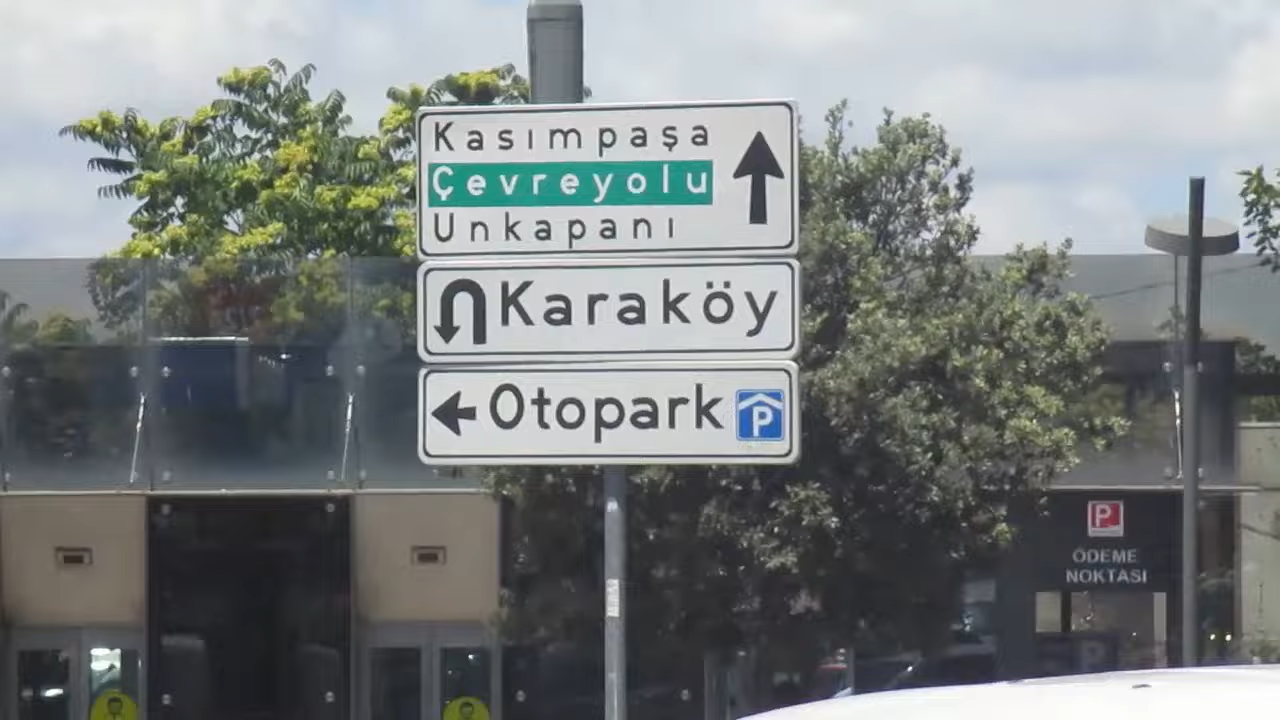 Kasımpaşa
Çevreyolu
Unkapanı
Karaköy
Otopark P
P
ÖDEME
NOKTASI
P